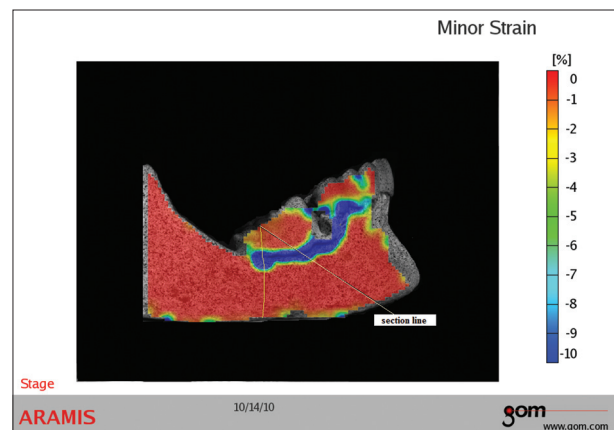 Minor Strain
[%]
0
-1
-2
-3
-4
-5
-6
-7
-8
-9
-10
section line
Stage
ARAMIS
10/14/10
gom
www.gom.com